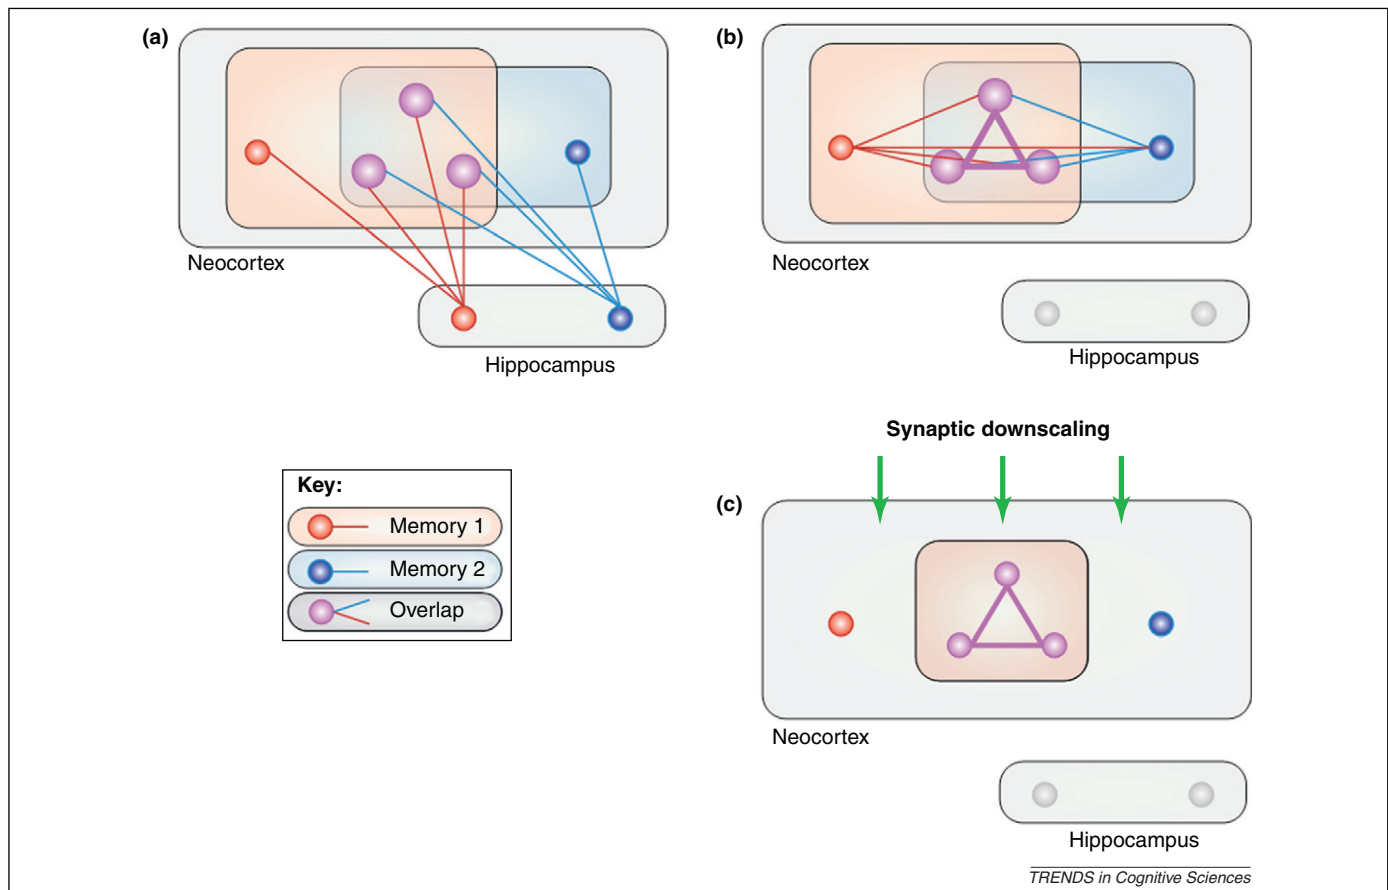 (a)
Neocortex
Hippocampus
(b)
Neocortex
Hippocampus
Key:
Memory 1
Memory 2
Overlap
Synaptic downscaling
(c)
Neocortex
Hippocampus
TRENDS in Cognitive Sciences